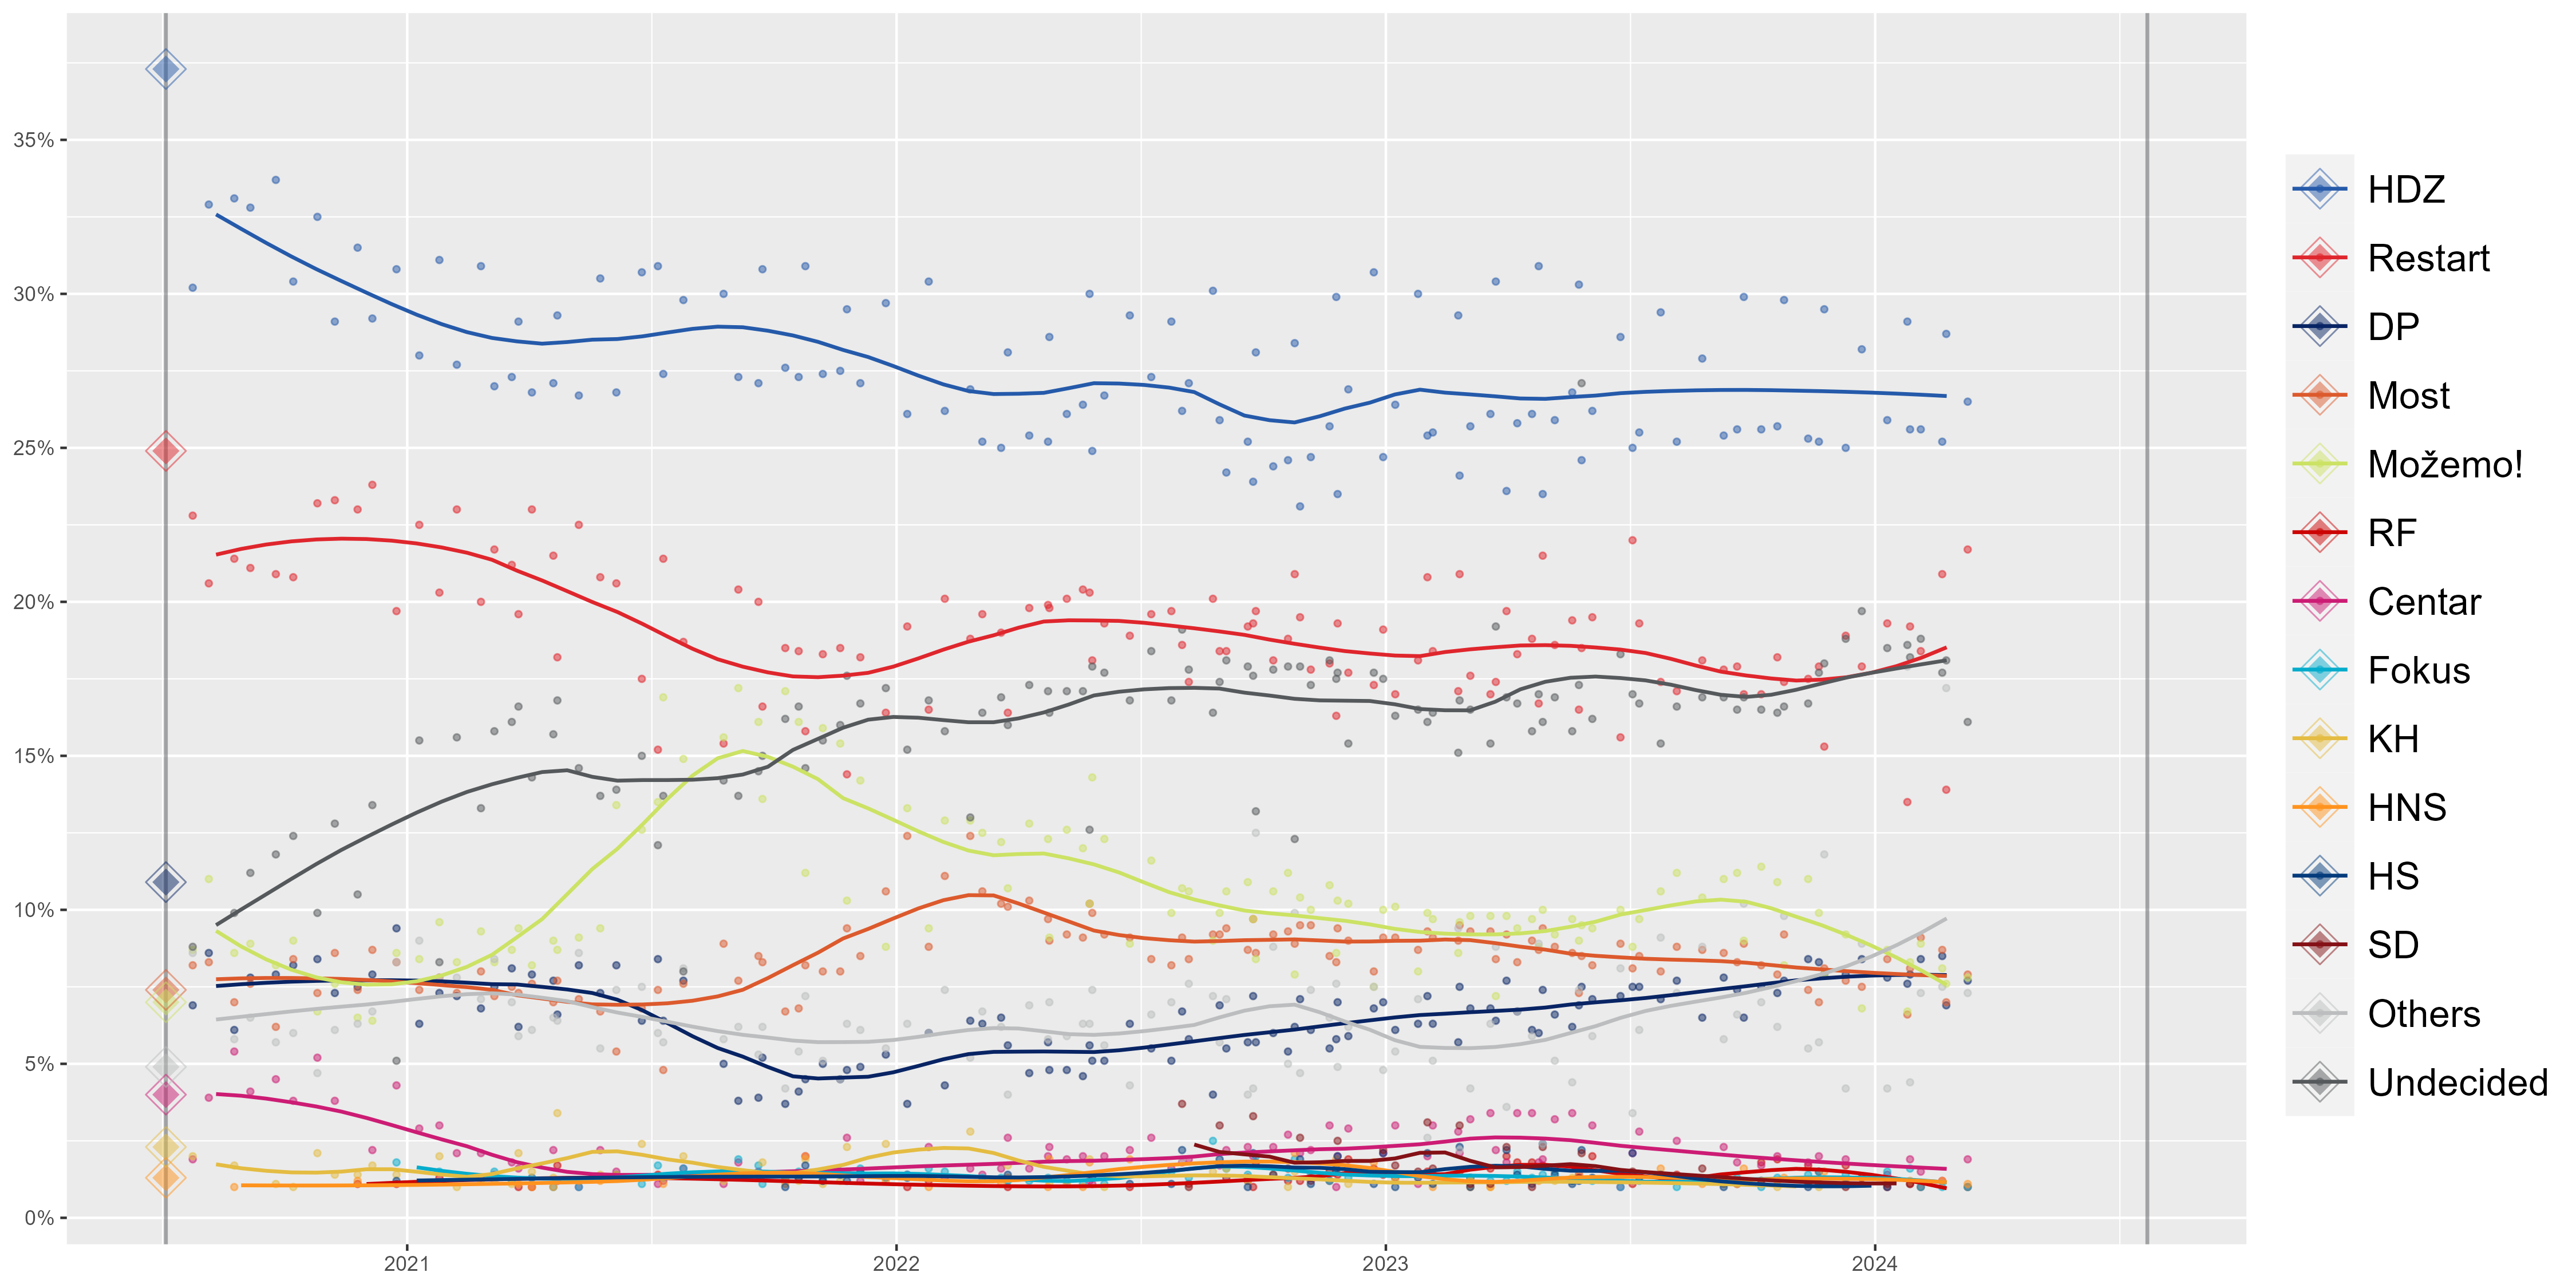 35%
30%
25%
20%
15%
10%
5%
0%
2021
2022
2023
2024
HDZ
Restart
DP
Most
Možemo!
RF
Centar
Fokus
KH
HNS
HS
SD
Others
Undecided